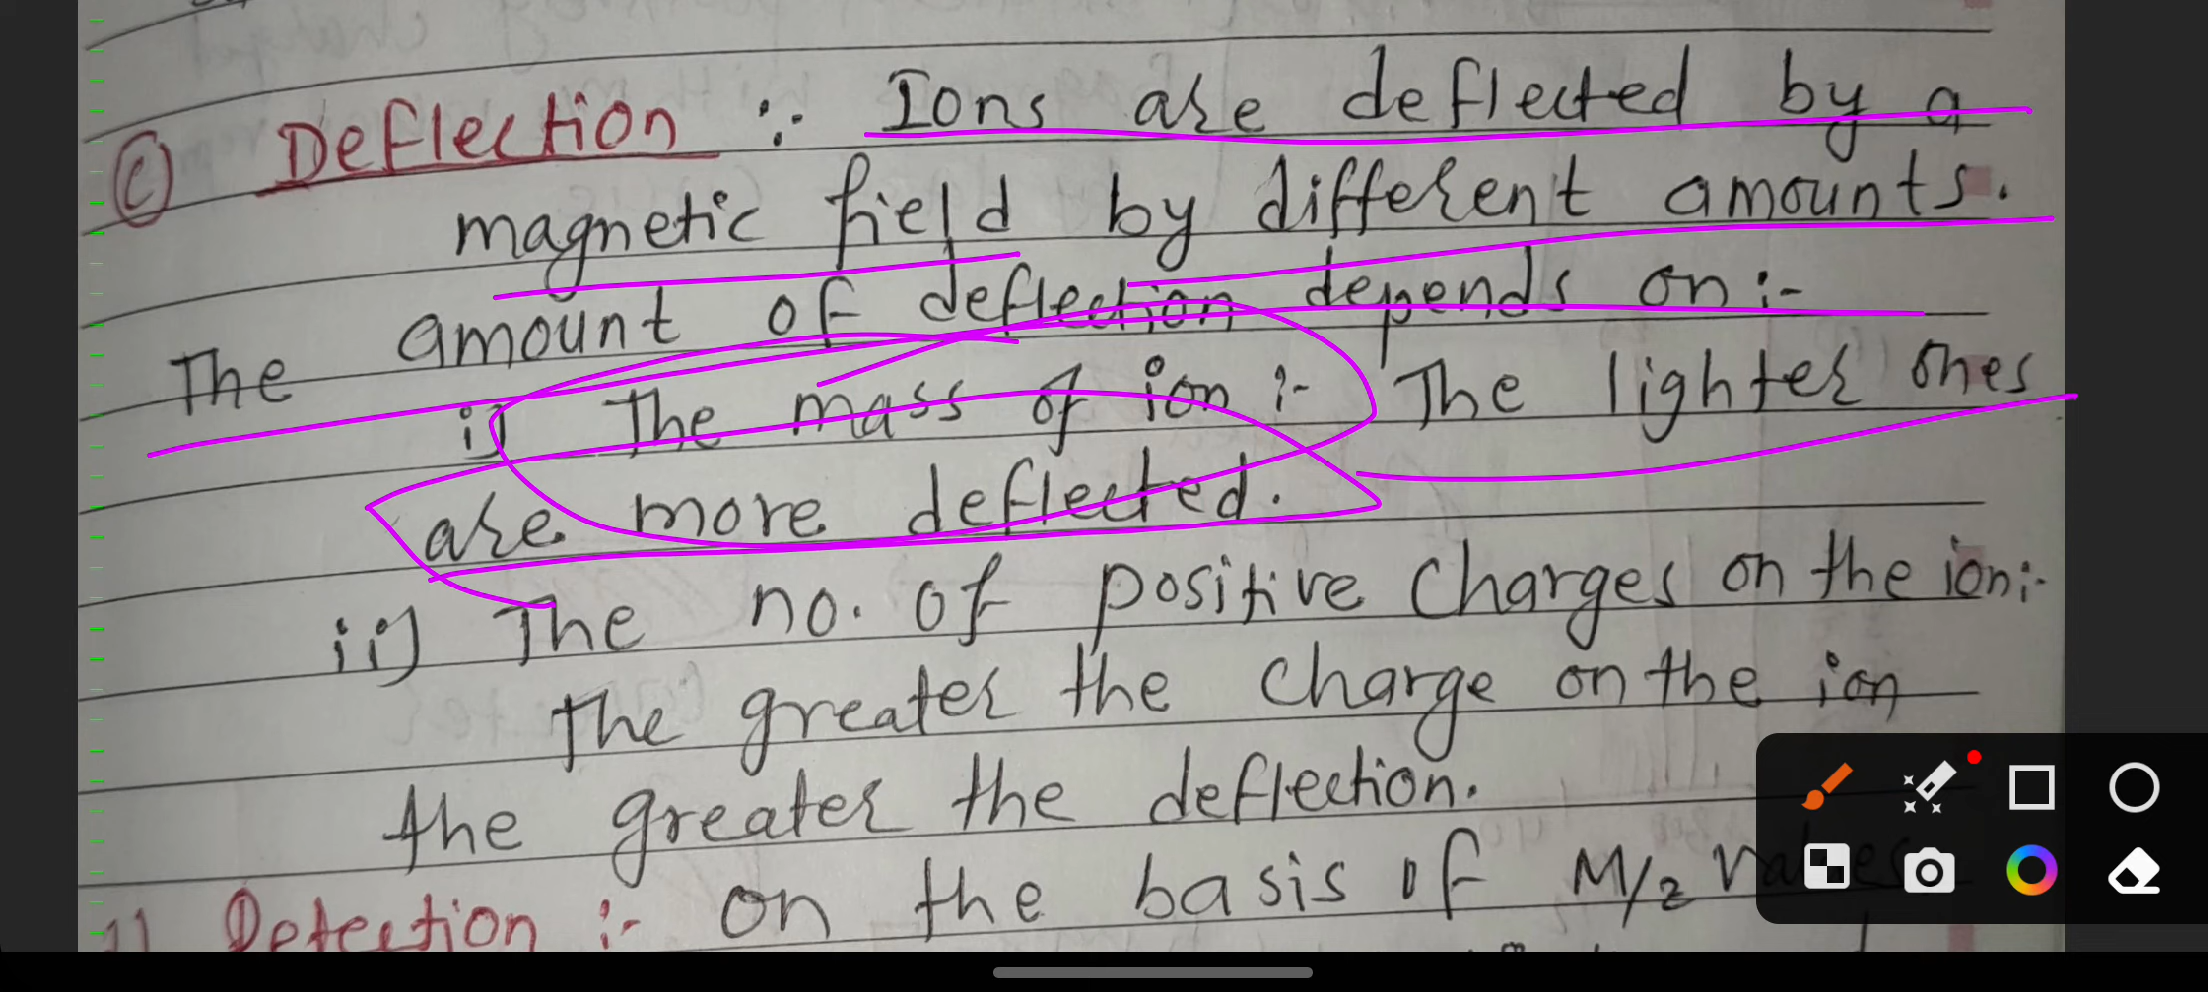 (c) Deflection :- Ions are deflected by a
magnetic field by different amounts.
The amount of deflection depends on :-
i) The mass of ion :- The lighter ones
are more deflected.
ii) The no. of positive charges on the ion:-
The greater the charge on the ion
the greater the deflection.
Detection :- on the basis of M/z